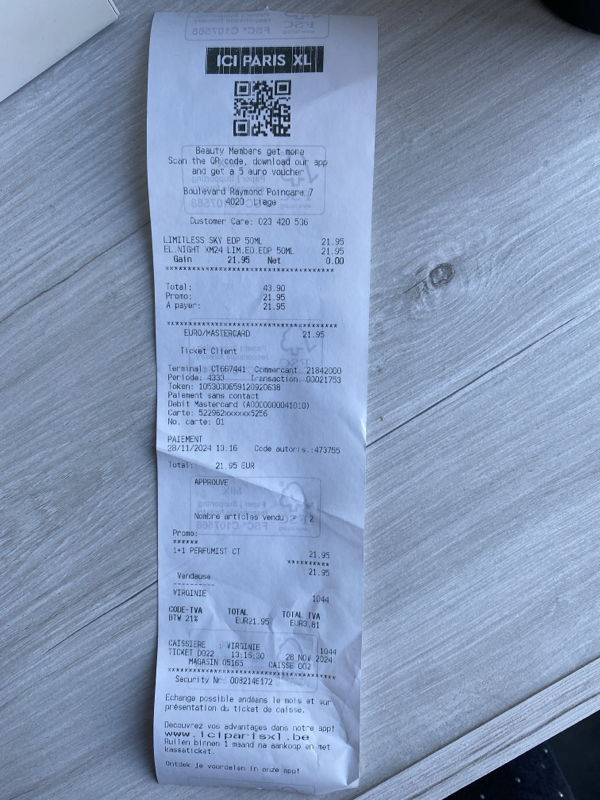 ICI PARIS XL
Beauty Members get more
Scan the QR code, download our app
and get a 5 euro voucher
Boulevard Raymond Poincare 7
4020 Liege
Customer Care: 023 420 536
LIMITLESS SKY EDP 50ML 21.95
EL.NIGHT XM24 LIM.ED.EDP 50ML 21.95
Gain 21.95 Net 0.00
Total: 43.90
Promo: 21.95
A payer: 21.95
EURO/MASTERCARD 21.95
Ticket Client
Terminal: CT667441 Commercant: 21842000
Periode: 4333 Transaction: 00021753
Token: 1053030659120920638
Paiement sans contact
Debit Mastercard (A0000000041010)
Carte: 522962xxxxxx5256
No. carte: 01
PAIEMENT
28/11/2024 13:16 Code autoris.:473755
Total: 21.95 EUR
APPROUVE
Nombre articles vendu : 2
Promo:
1+1 PERFUMIST CT 21.95
21.95
Vendeuse
VIRGINIE 1044
CODE-TVA TOTAL TOTAL TVA
BTW 21% EUR21.95 EUR3.81
CAISSIERE : VIRGINIE 1044
TICKET 0022 13:16:30 28 NOV 2024
MAGASIN 05163 CAISSE 002
Security Nr: 0082146172
Echange possible endéans le mois et sur
présentation du ticket de caisse.
Decouvrez vos advantages dans notre app!
www.iciparisxl.be
Ruilen binnen 1 maand na aankoop en met
kassaticket.
Ontdek je voordelen in onze app!